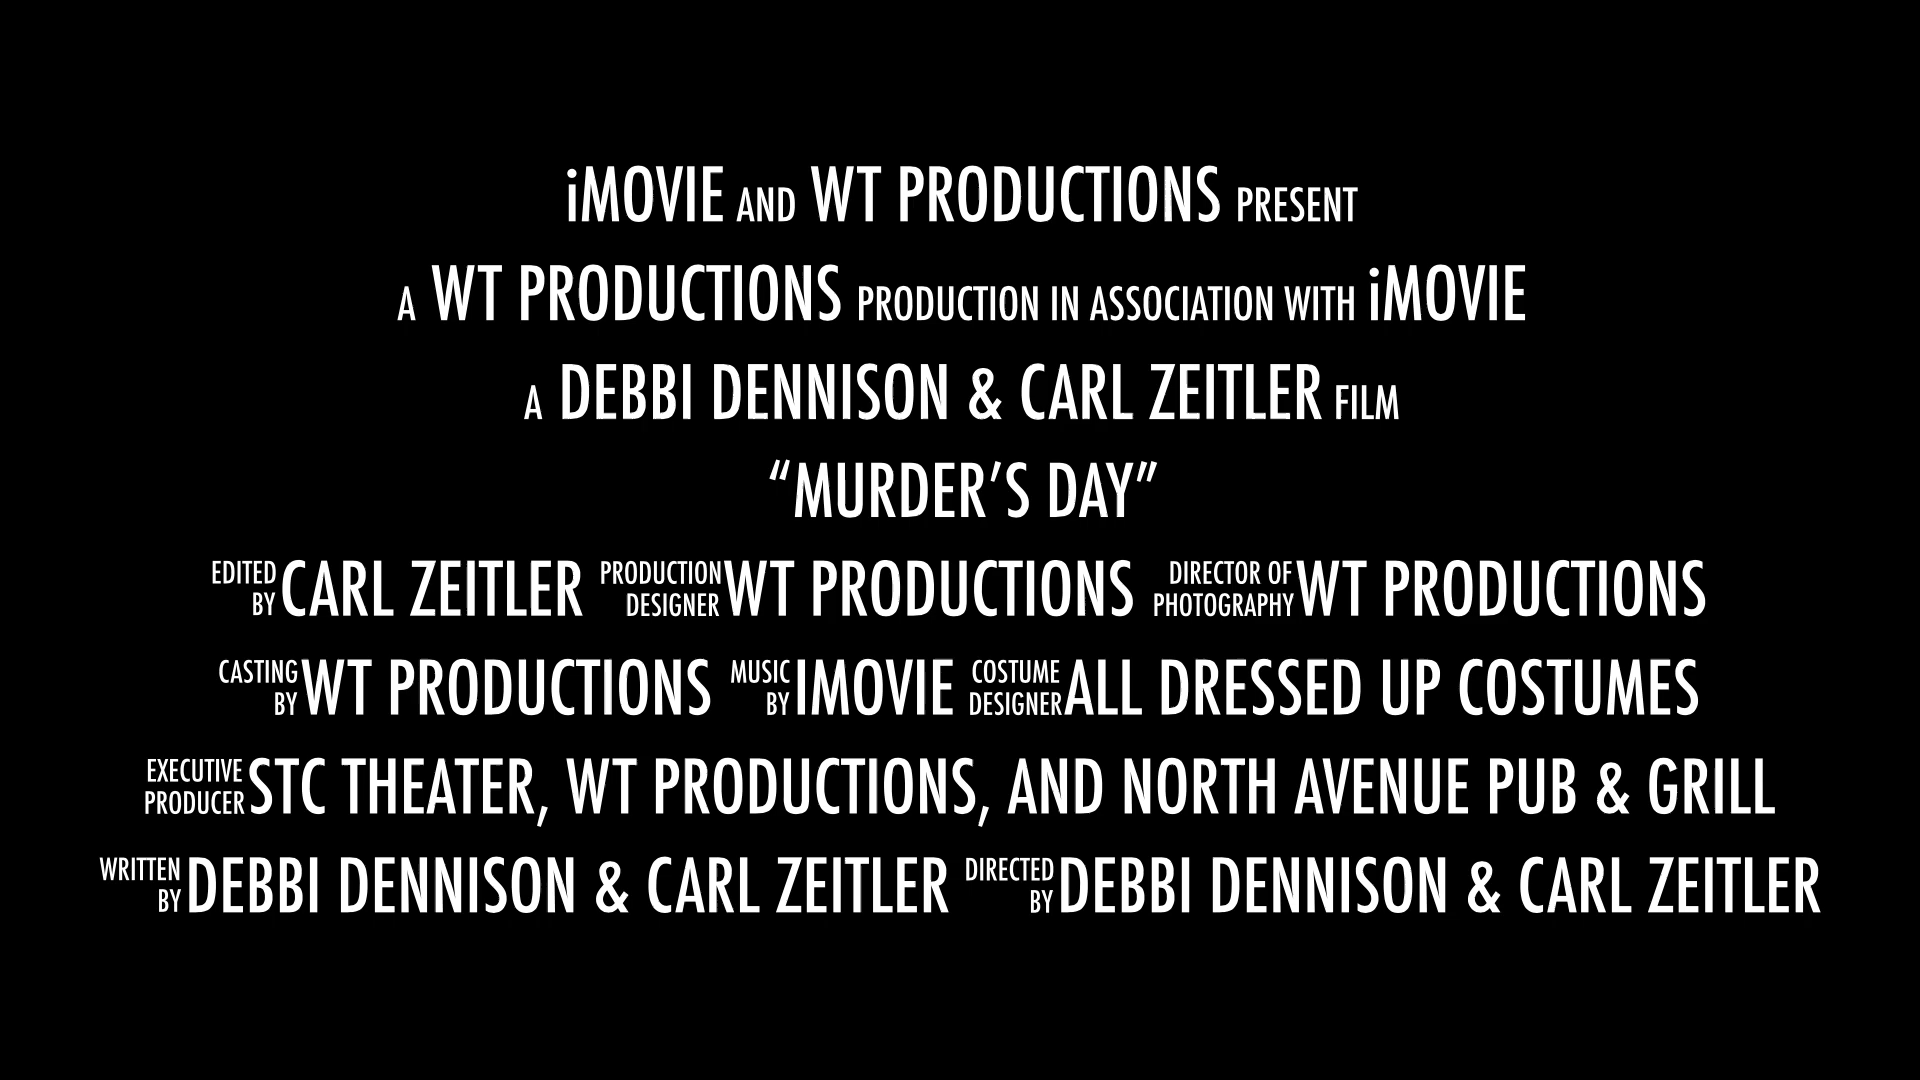 iMOVIE AND WT PRODUCTIONS PRESENT
A WT PRODUCTIONS PRODUCTION IN ASSOCIATION WITH iMOVIE
A DEBBI DENNISON & CARL ZEITLER FILM
“MURDER’S DAY”
EDITED BY CARL ZEITLER PRODUCTION DESIGNER WT PRODUCTIONS DIRECTOR OF PHOTOGRAPHY WT PRODUCTIONS
CASTING BY WT PRODUCTIONS MUSIC BY IMOVIE COSTUME DESIGNER ALL DRESSED UP COSTUMES
EXECUTIVE PRODUCER STC THEATER, WT PRODUCTIONS, AND NORTH AVENUE PUB & GRILL
WRITTEN BY DEBBI DENNISON & CARL ZEITLER DIRECTED BY DEBBI DENNISON & CARL ZEITLER